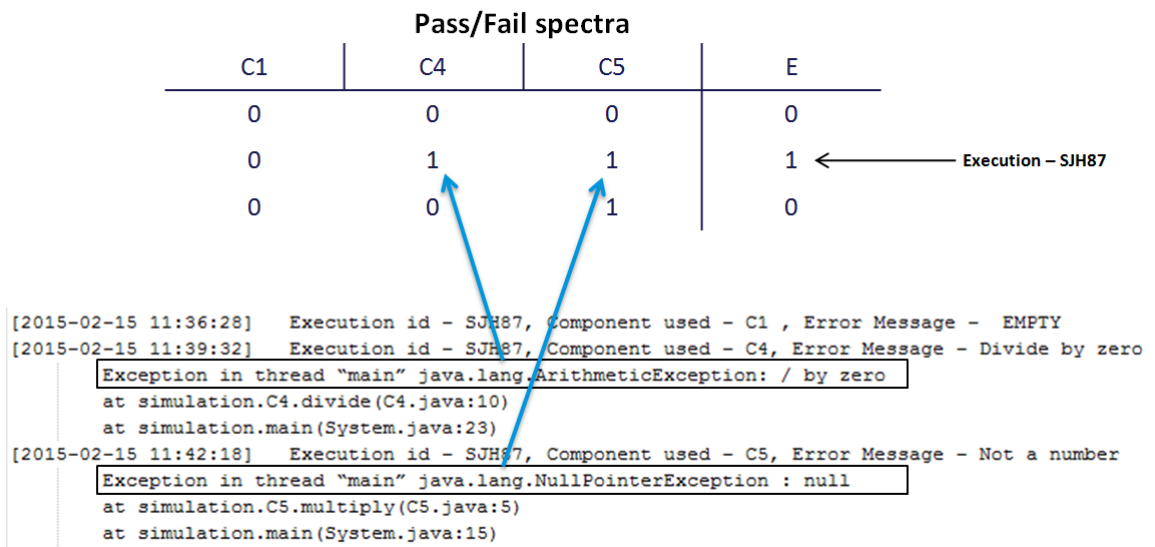 Pass/Fail spectra
C1 C4 C5 E
0 0 0 0
0 1 1 1 Execution – SJH87
0 0 1 0
[2015-02-15 11:36:28] Execution id - SJH87, Component used - C1 , Error Message - EMPTY
[2015-02-15 11:39:32] Execution id - SJH87, Component used - C4, Error Message - Divide by zero
Exception in thread “main” java.lang.ArithmeticException: / by zero
at simulation.C4.divide(C4.java:10)
at simulation.main(System.java:23)
[2015-02-15 11:42:18] Execution id - SJH87, Component used - C5, Error Message - Not a number
Exception in thread “main” java.lang.NullPointerException : null
at simulation.C5.multiply(C5.java:5)
at simulation.main(System.java:15)